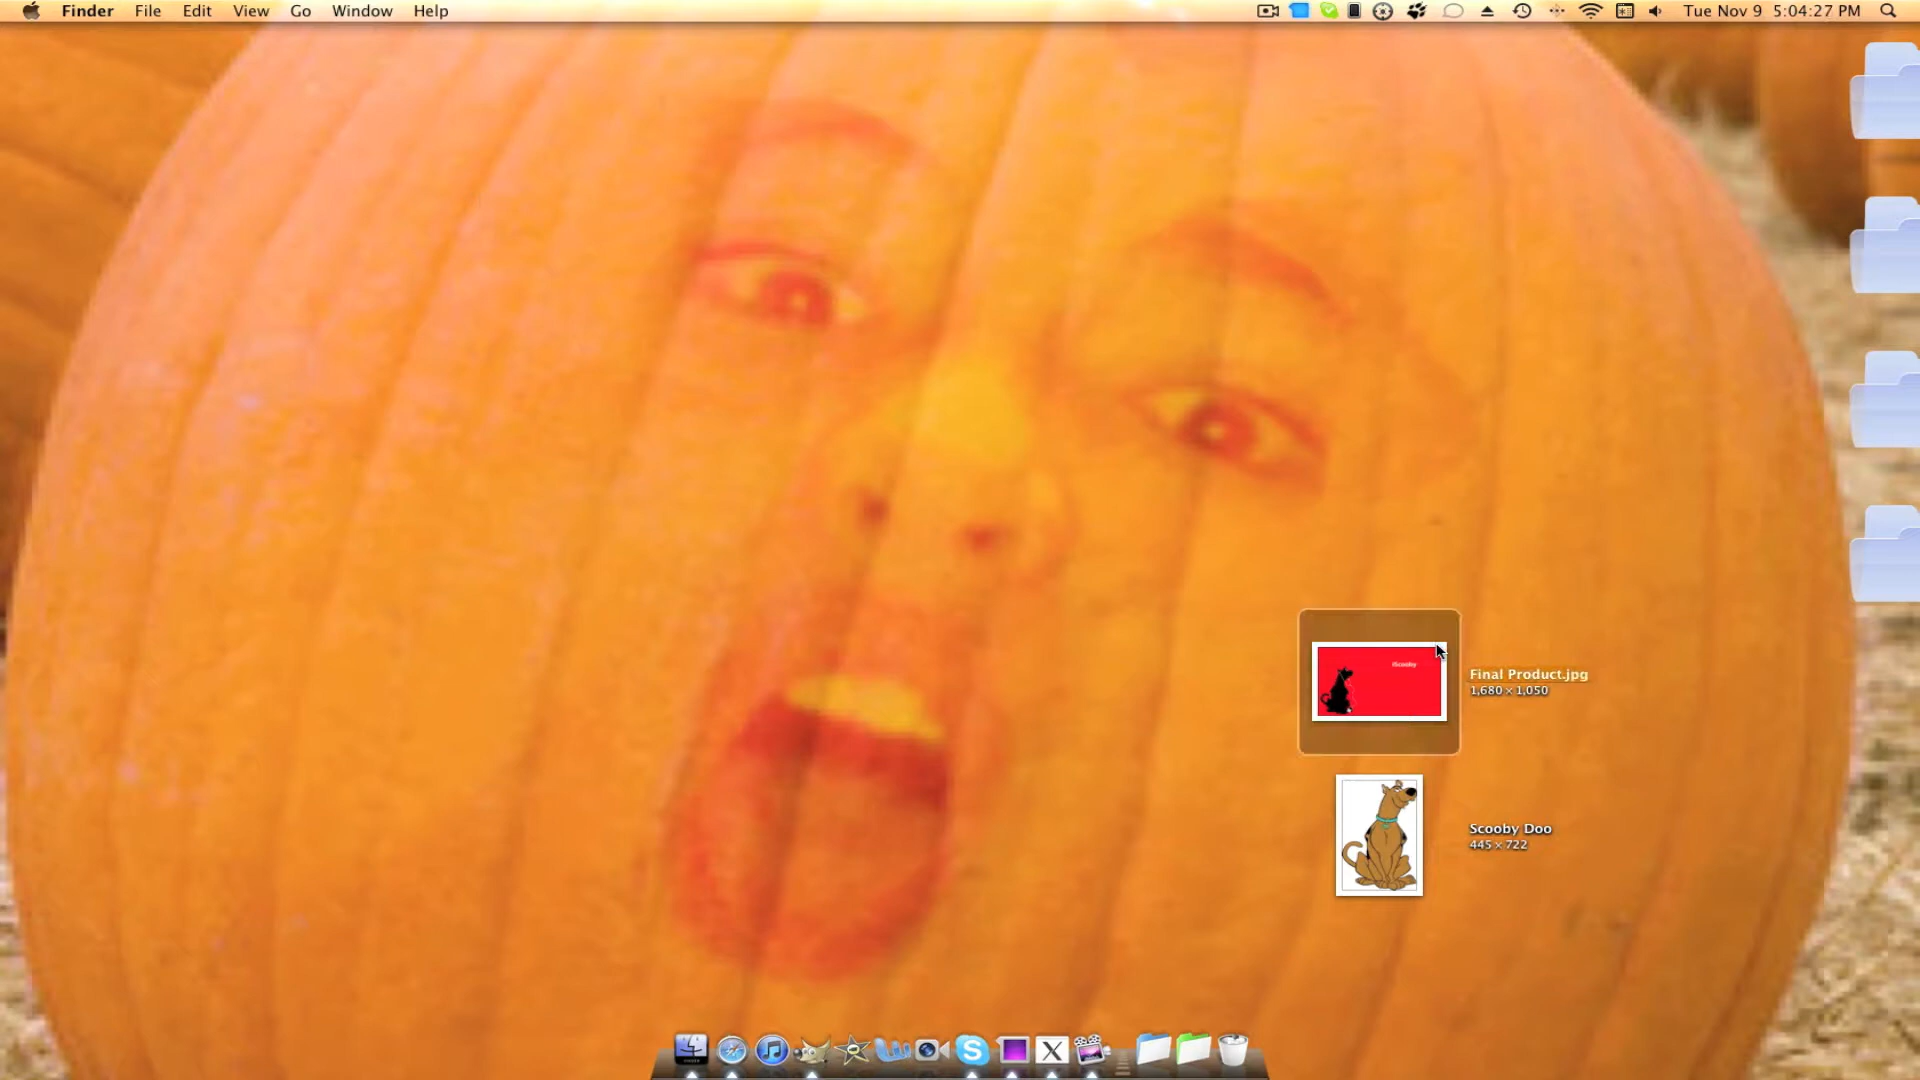 Finder File Edit View Go Window Help Tue Nov 9 5:04:27 PM
iScooby
Final Product.jpg
1,680 × 1,050
Scooby Doo
445 × 722